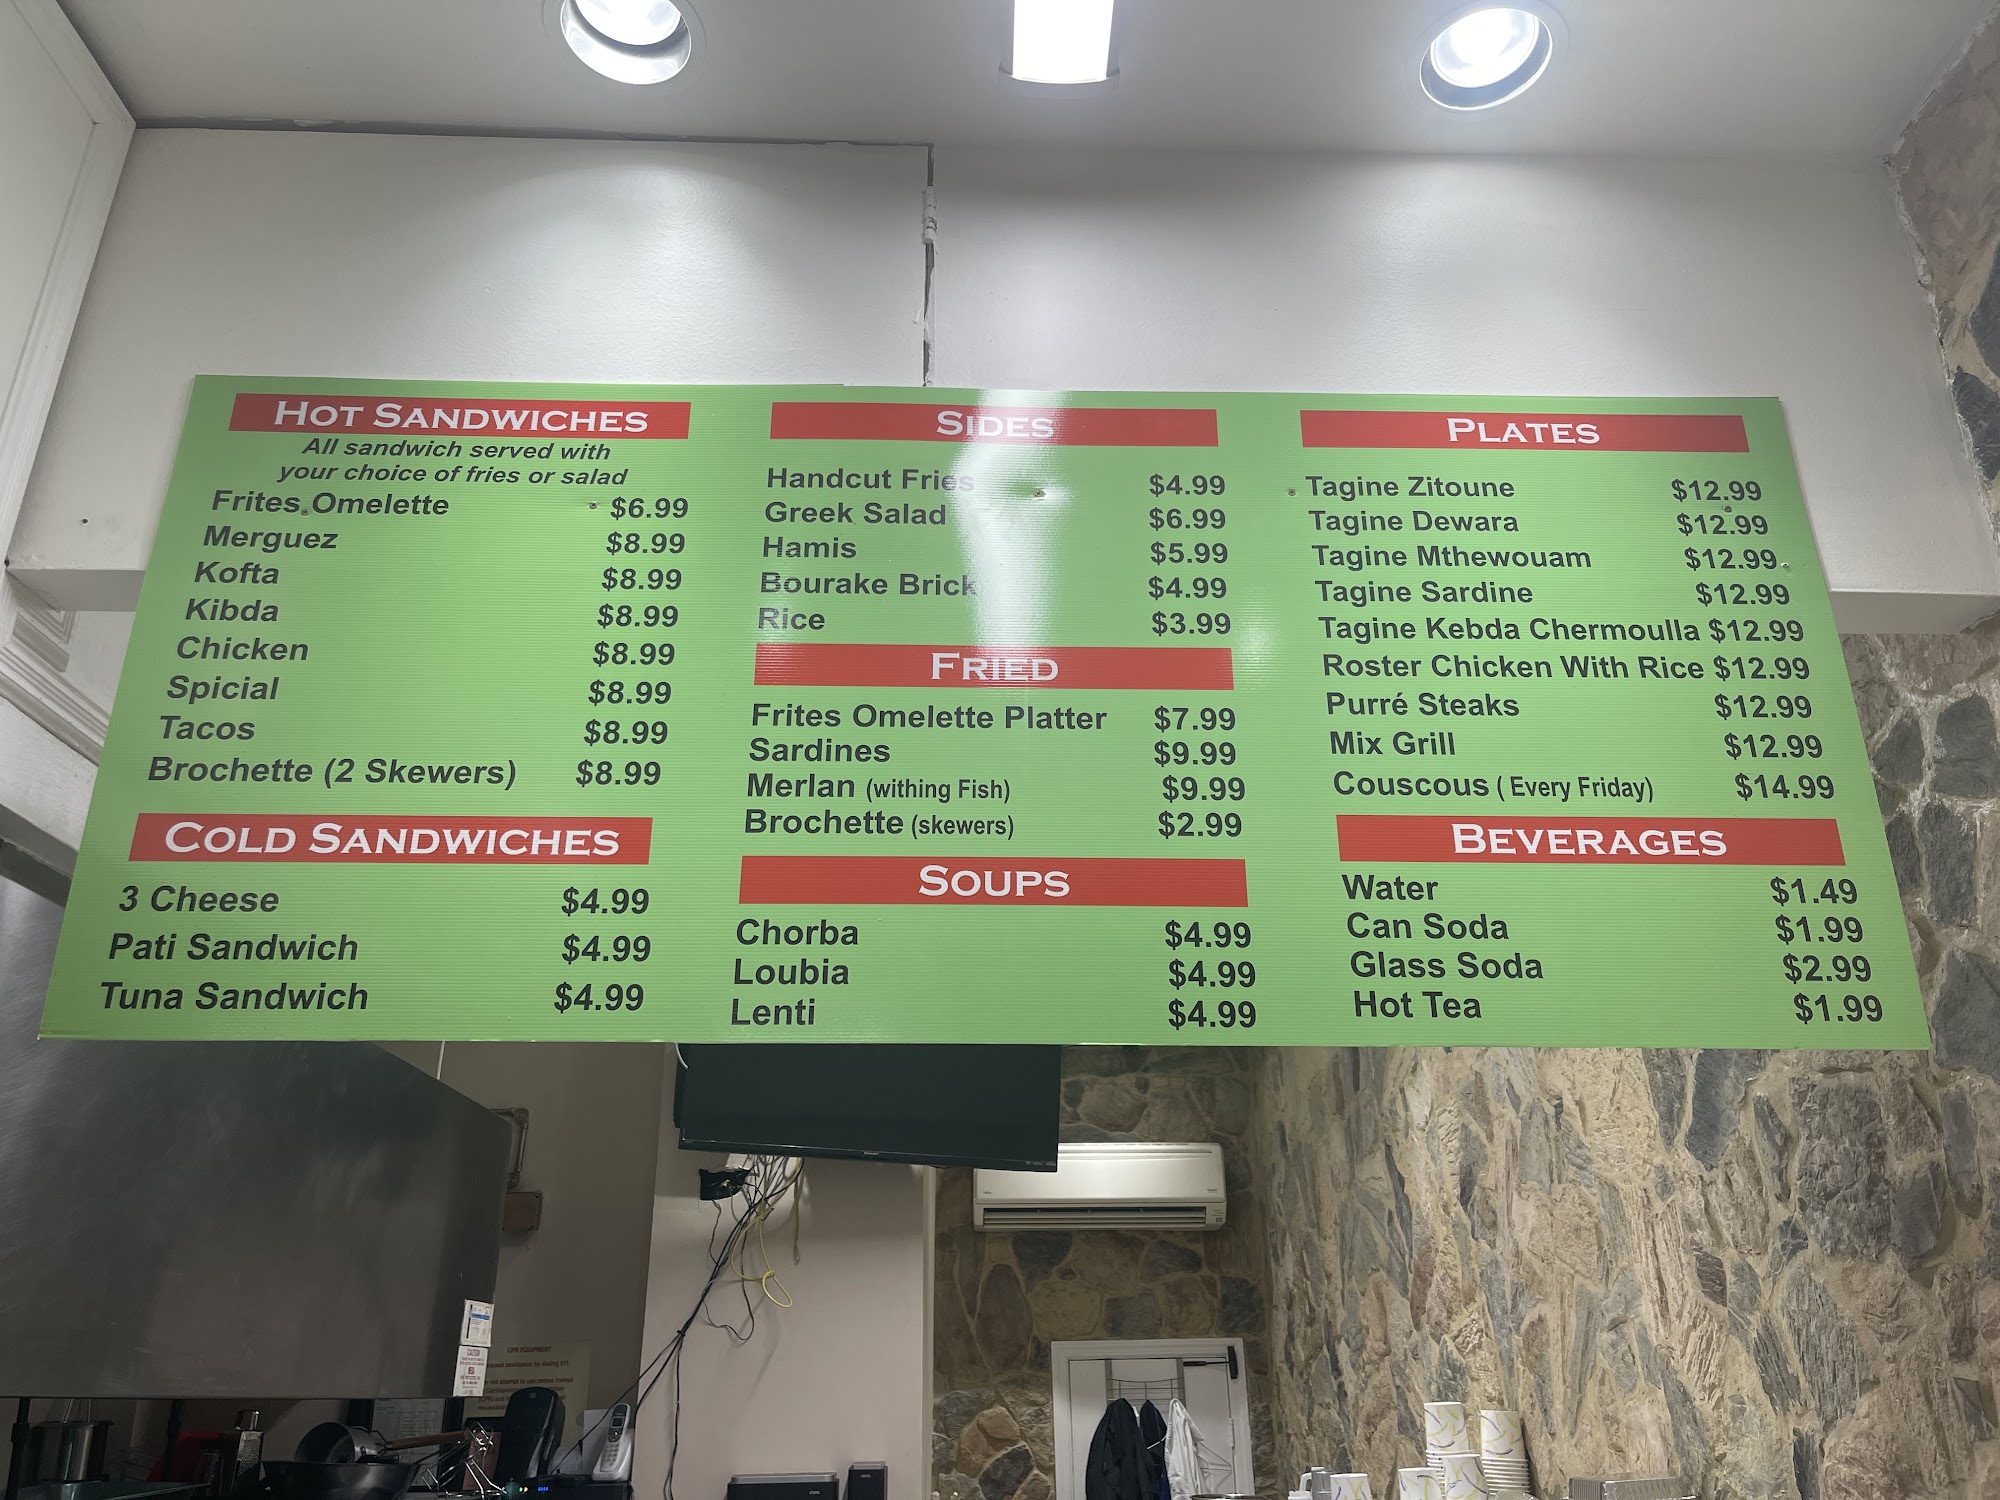 HOT SANDWICHES
All sandwich served with
your choice of fries or salad
Frites Omelette $6.99
Merguez $8.99
Kofta $8.99
Kibda $8.99
Chicken $8.99
Spicial $8.99
Tacos $8.99
Brochette (2 Skewers) $8.99
COLD SANDWICHES
3 Cheese $4.99
Pati Sandwich $4.99
Tuna Sandwich $4.99
SIDES
Handcut Fries $4.99
Greek Salad $6.99
Hamis $5.99
Bourake Brick $4.99
Rice $3.99
FRIED
Frites Omelette Platter $7.99
Sardines $9.99
Merlan (withing Fish) $9.99
Brochette (skewers) $2.99
SOUPS
Chorba $4.99
Loubia $4.99
Lenti $4.99
PLATES
Tagine Zitoune $12.99
Tagine Dewara $12.99
Tagine Mthewouam $12.99
Tagine Sardine $12.99
Tagine Kebda Chermoulla $12.99
Roster Chicken With Rice $12.99
Purré Steaks $12.99
Mix Grill $12.99
Couscous ( Every Friday) $14.99
BEVERAGES
Water $1.49
Can Soda $1.99
Glass Soda $2.99
Hot Tea $1.99
CAUTION
CPR EQUIPMENT